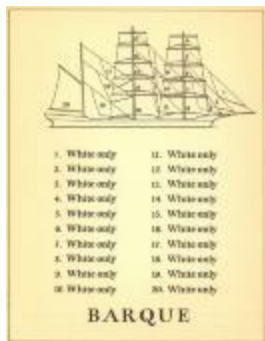 1. White only 11. White only
2. White only 12. White only
3. White only 13. White only
4. White only 14. White only
5. White only 15. White only
6. White only 16. White only
7. White only 17. White only
8. White only 18. White only
9. White only 19. White only
10. White only 20. White only
BARQUE